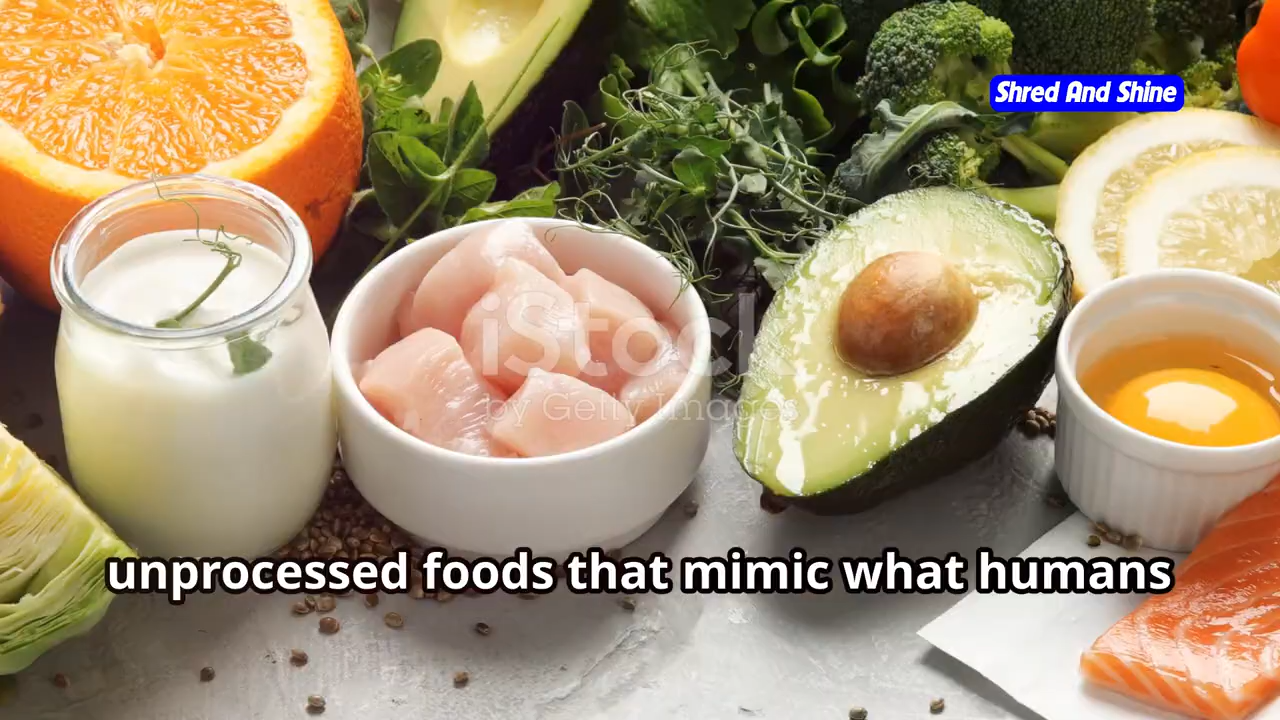 Shred And Shine
iStock
by Getty Images
unprocessed foods that mimic what humans